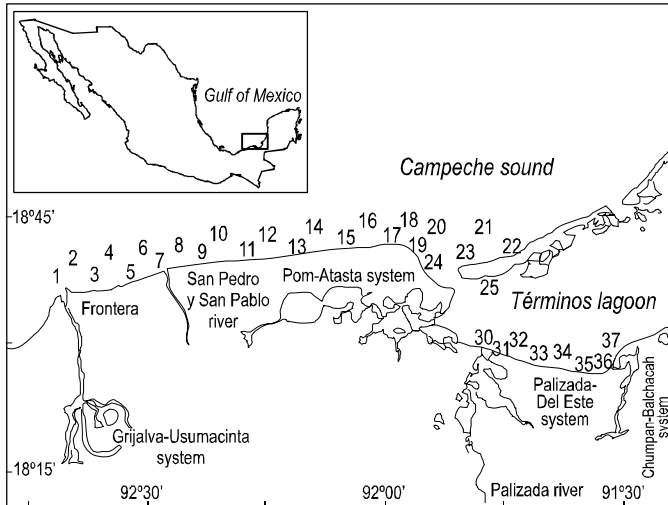 Gulf of Mexico
Campeche sound
18º45'
1
2
3
4
5
6
7
8
9
10
11
12
13
14
15
16
17
18
19
20
21
22
23
24
25
Frontera
San Pedro
y San Pablo
river
Pom-Atasta system
Términos lagoon
30
31
32
33
34
35
36
37
Palizada-
Del Este
system
Chumpan-Balchacah
system
Grijalva-Usumacinta
system
18º15'
Palizada river
92º30'
92º00'
91º30'